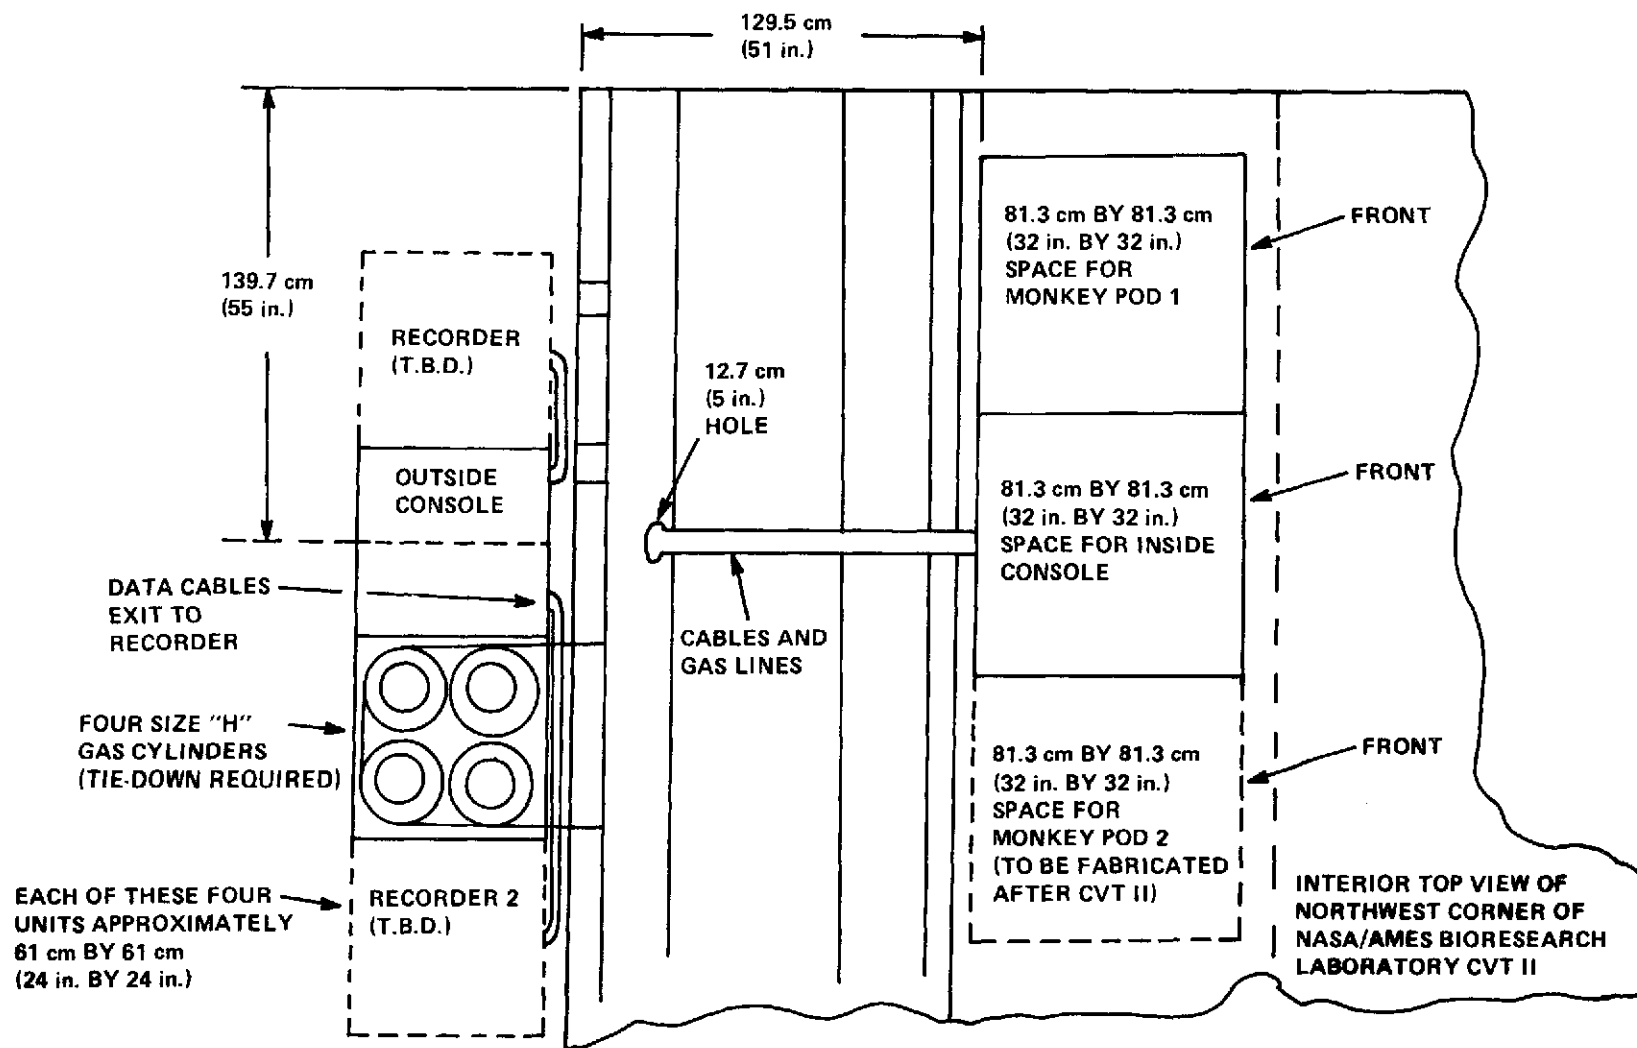 129.5 cm
(51 in.)
139.7 cm
(55 in.)
RECORDER
(T.B.D.)
OUTSIDE
CONSOLE
12.7 cm
(5 in.)
HOLE
81.3 cm BY 81.3 cm
(32 in. BY 32 in.)
SPACE FOR
MONKEY POD 1
FRONT
81.3 cm BY 81.3 cm
(32 in. BY 32 in.)
SPACE FOR INSIDE
CONSOLE
FRONT
DATA CABLES
EXIT TO
RECORDER
CABLES AND
GAS LINES
FOUR SIZE "H"
GAS CYLINDERS
(TIE-DOWN REQUIRED)
81.3 cm BY 81.3 cm
(32 in. BY 32 in.)
SPACE FOR
MONKEY POD 2
(TO BE FABRICATED
AFTER CVT II)
FRONT
EACH OF THESE FOUR
UNITS APPROXIMATELY
61 cm BY 61 cm
(24 in. BY 24 in.)
RECORDER 2
(T.B.D.)
INTERIOR TOP VIEW OF
NORTHWEST CORNER OF
NASA/AMES BIORESEARCH
LABORATORY CVT II